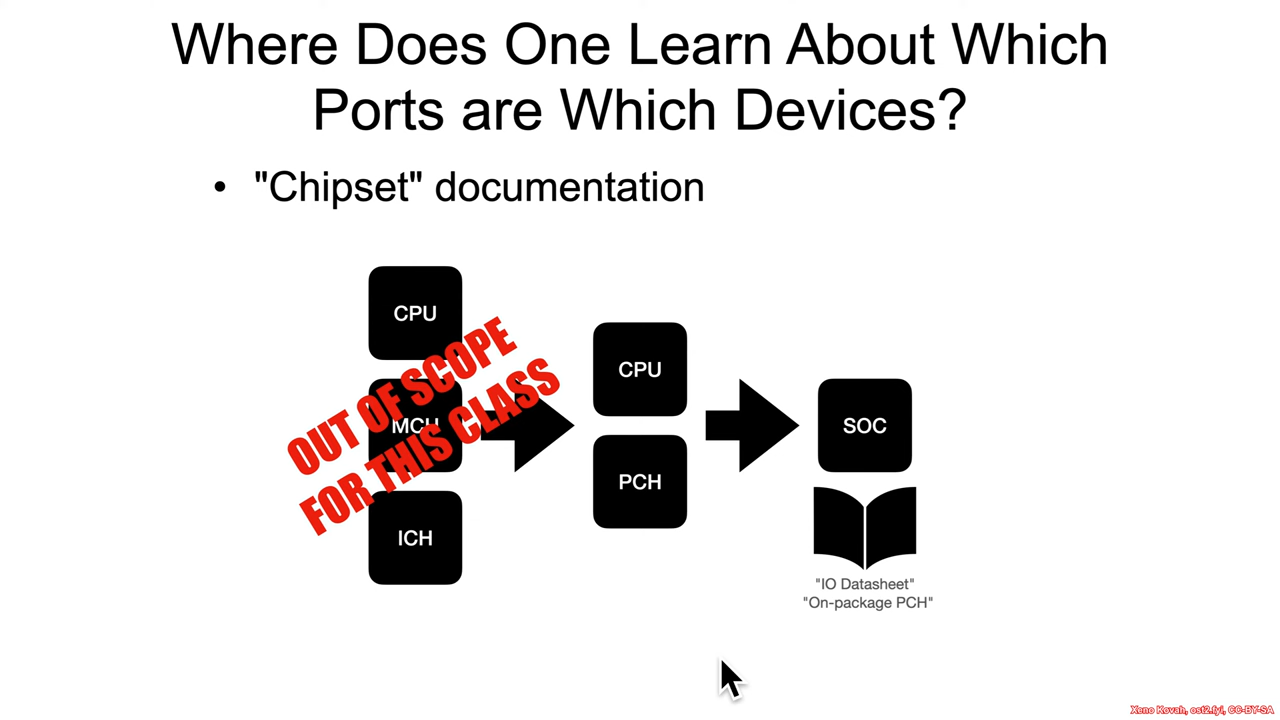 Where Does One Learn About Which
Ports are Which Devices?
• "Chipset" documentation
CPU
MCH
ICH
OUT OF SCOPE
FOR THIS CLASS
CPU
PCH
SOC
"IO Datasheet"
"On-package PCH"
Xeno Kovah, ost2.fyi, CC-BY-SA